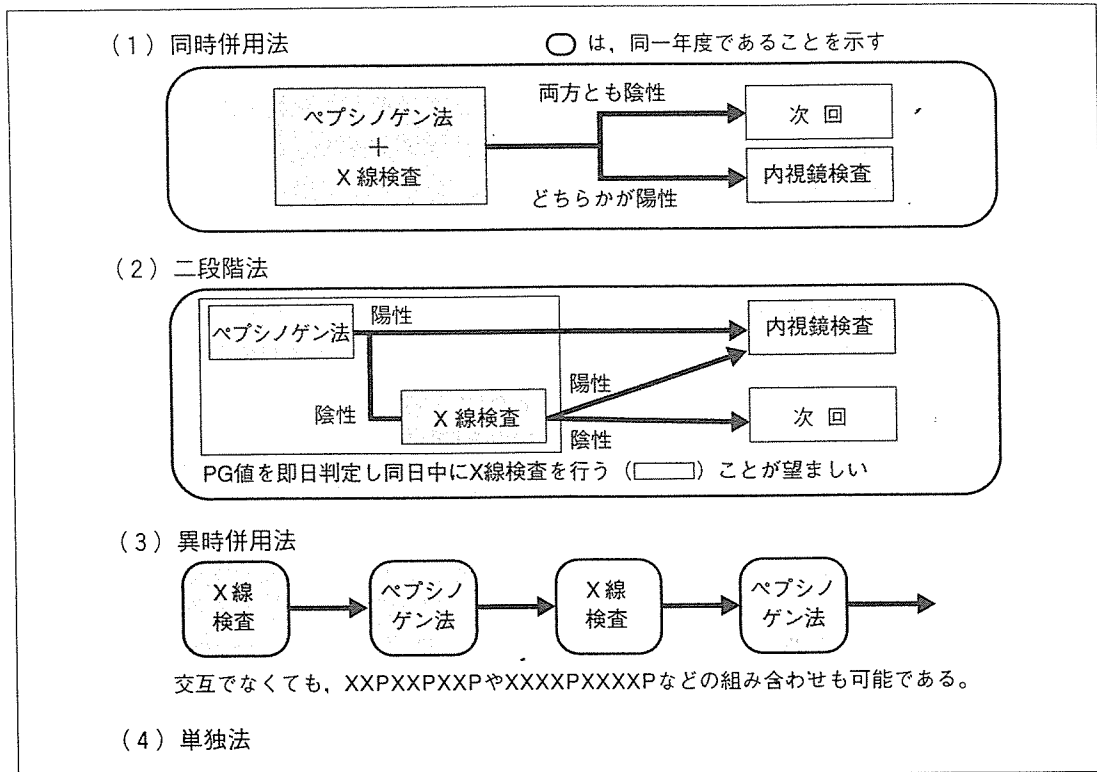 (1) 同時併用法
は，同一年度であることを示す
ペプシノゲン法
＋
X線検査
両方とも陰性
どちらかが陽性
次 回
内視鏡検査
(2) 二段階法
ペプシノゲン法
陽性
陰性
X線検査
陽性
陰性
内視鏡検査
次 回
PG値を即日判定し同日中にX線検査を行う（　）ことが望ましい
(3) 異時併用法
X線
検査
ペプシノ
ゲン法
X線
検査
ペプシノ
ゲン法
交互でなくても，XXPXXPXXPやXXXXPXXXXPなどの組み合わせも可能である。
(4) 単独法